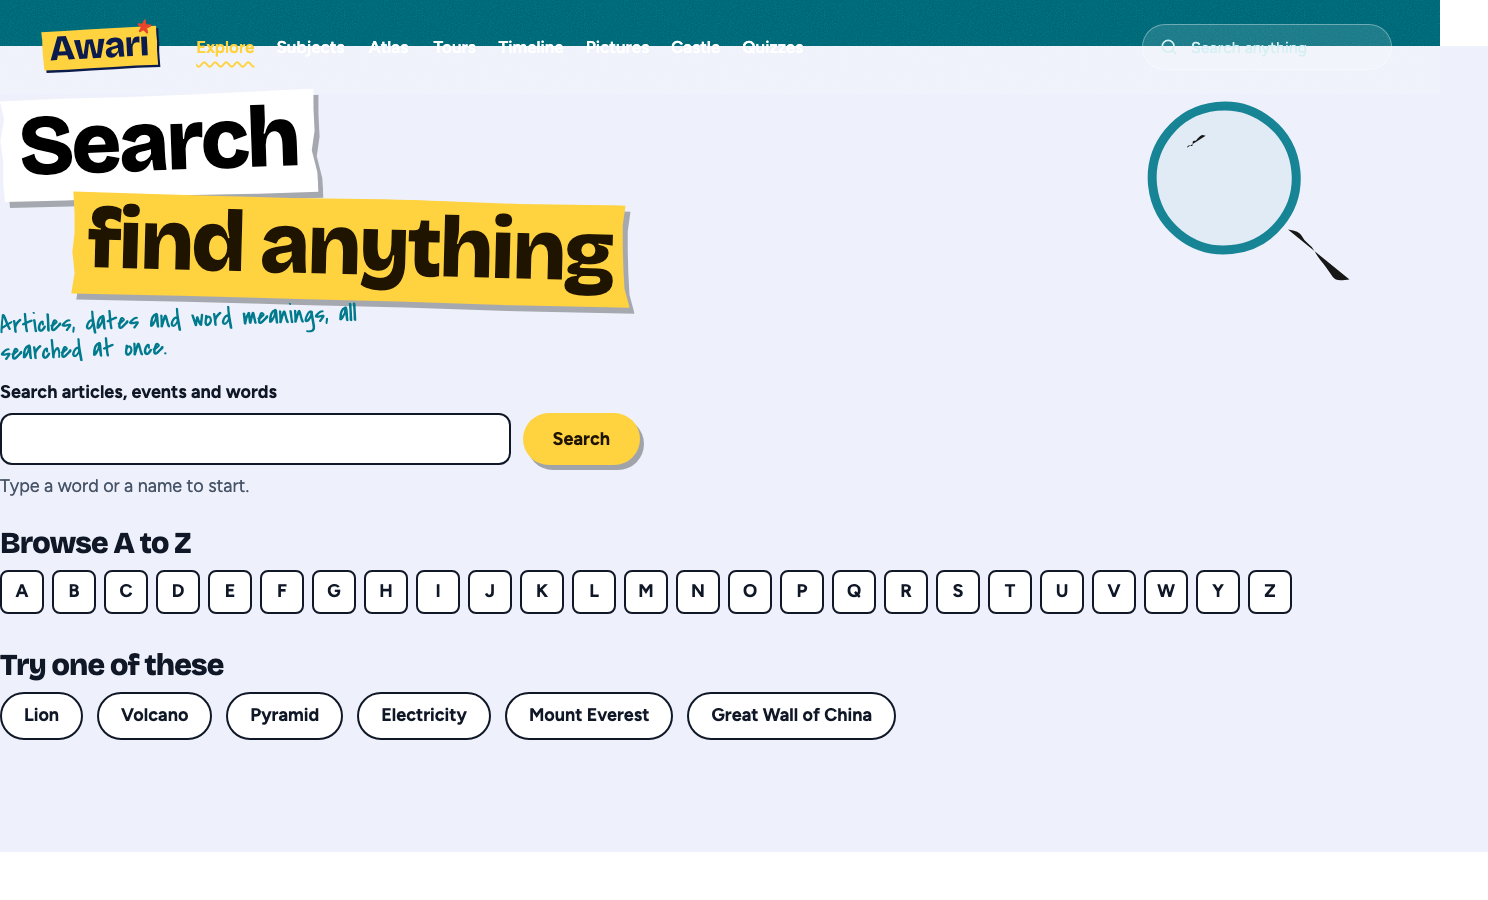 Awari
Explore Subjects Atlas Tours Timeline Pictures Castle Quizzes
Search anything
Search
find anything
Articles, dates and word meanings, all
searched at once.
Search articles, events and words
Search
Type a word or a name to start.
Browse A to Z
A B C D E F G H I J K L M N O P Q R S T U V W Y Z
Try one of these
Lion Volcano Pyramid Electricity Mount Everest Great Wall of China